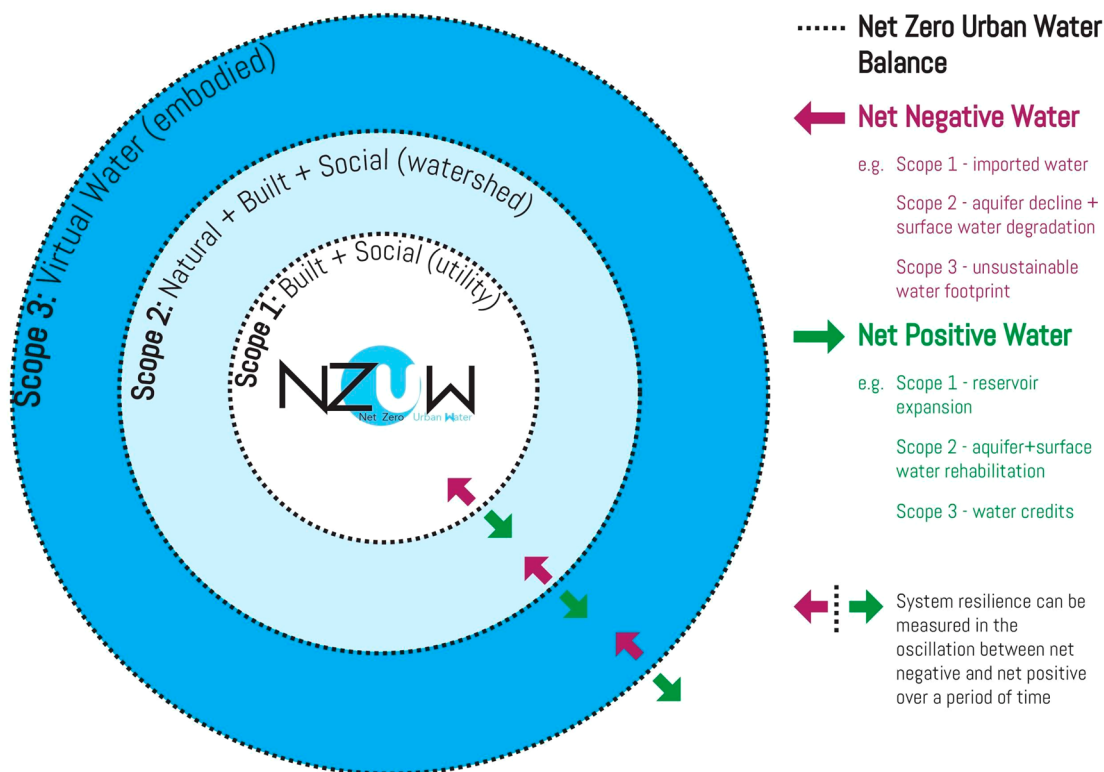 Scope 3: Virtual Water (embodied)
Scope 2: Natural + Built + Social (watershed)
Scope 1: Built + Social (utility)
NZUW
Net Zero Urban Water
Net Zero Urban Water
Balance
Net Negative Water
e.g. Scope 1 - imported water
Scope 2 - aquifer decline +
surface water degradation
Scope 3 - unsustainable
water footprint
Net Positive Water
e.g. Scope 1 - reservoir
expansion
Scope 2 - aquifer+surface
water rehabilitation
Scope 3 - water credits
System resilience can be
measured in the
oscillation between net
negative and net positive
over a period of time